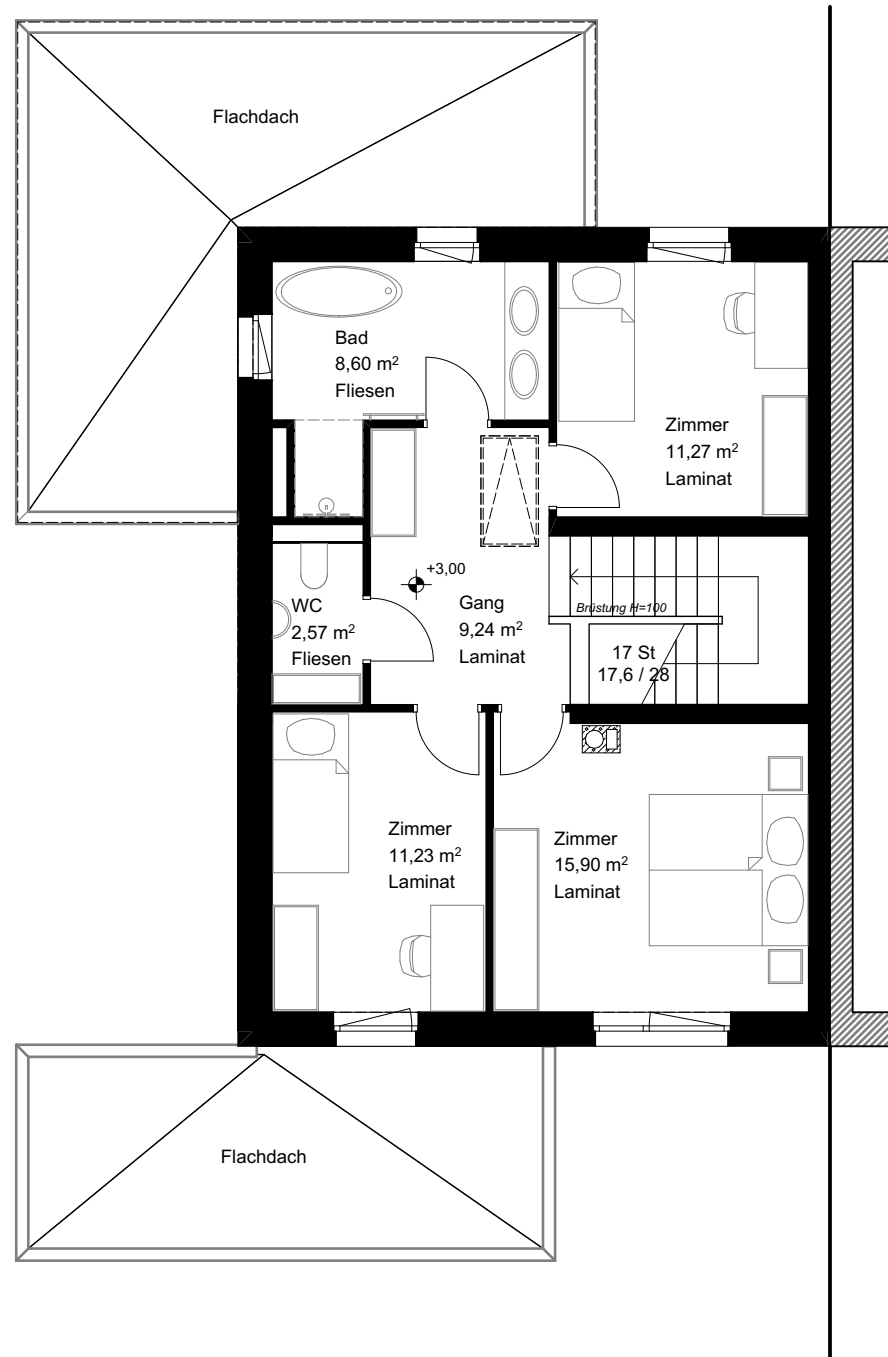 Flachdach
Bad
8,60 m²
Fliesen
Zimmer
11,27 m²
Laminat
+3,00
WC
2,57 m²
Fliesen
Gang
9,24 m²
Laminat
Brüstung H=100
17 St
17,6 / 28
Zimmer
11,23 m²
Laminat
Zimmer
15,90 m²
Laminat
Flachdach